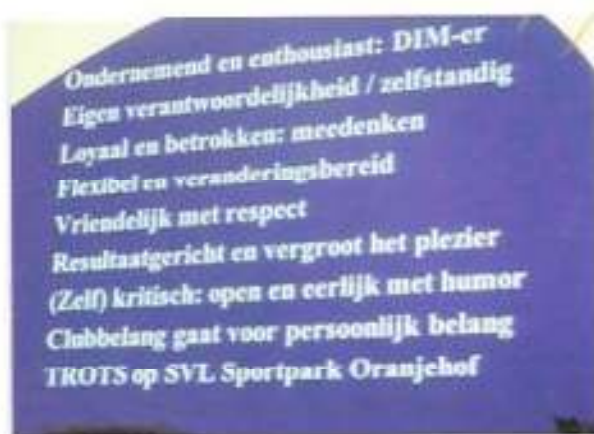 Ondernemend en enthousiast: DIM-er
Eigen verantwoordelijkheid / zelfstandig
Loyaal en betrokken: meedenken
Flexibel en veranderingsbereid
Vriendelijk met respect
Resultaatgericht en vergroot het plezier
(Zelf) kritisch: open en eerlijk met humor
Clubbelang gaat voor persoonlijk belang
TROTS op SVL Sportpark Oranjehof